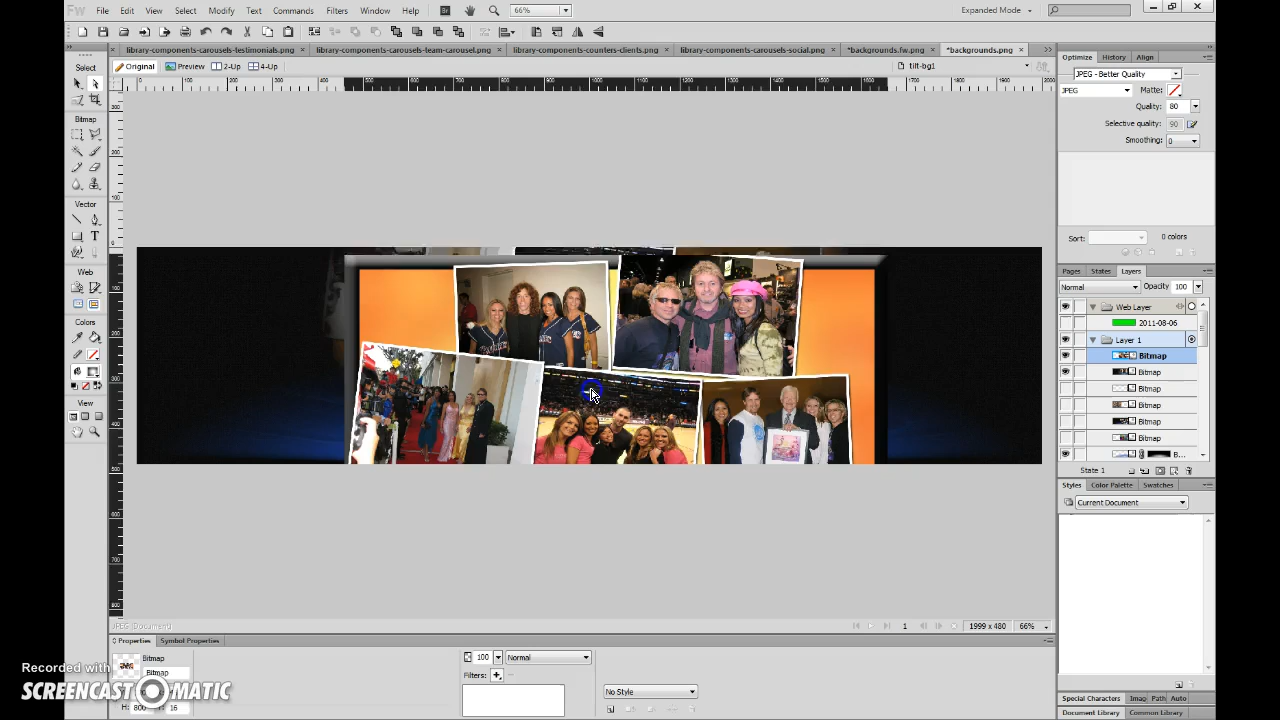 Fw File Edit View Select Modify Text Commands Filters Window Help Br 66% Expanded Mode
library-components-carousels-testimonials.png library-components-carousels-team-carousel.png library-components-counters-clients.png library-components-carousels-social.png *backgrounds.fw.png *backgrounds.png
Original Preview 2-Up 4-Up tilt-bg1
Select
Bitmap
Vector
Web
Colors
View
Optimize History Align
JPEG - Better Quality
JPEG Matte:
Quality: 80
Selective quality: 90
Smoothing: 0
Sort: 0 colors
Pages States Layers
Normal Opacity 100
Web Layer
2011-08-06
Layer 1
Bitmap
Bitmap
Bitmap
Bitmap
Bitmap
Bitmap
B...
State 1
Styles Color Palette Swatches
Current Document
JPEG (Document) 1 1999 x 480 66%
Properties Symbol Properties
Bitmap
Bitmap
100 Normal
Filters:
No Style
H: 800 Y: 16
Special Characters Imag Path Auto
Document Library Common Library
Recorded with
SCREENCAST MATIC